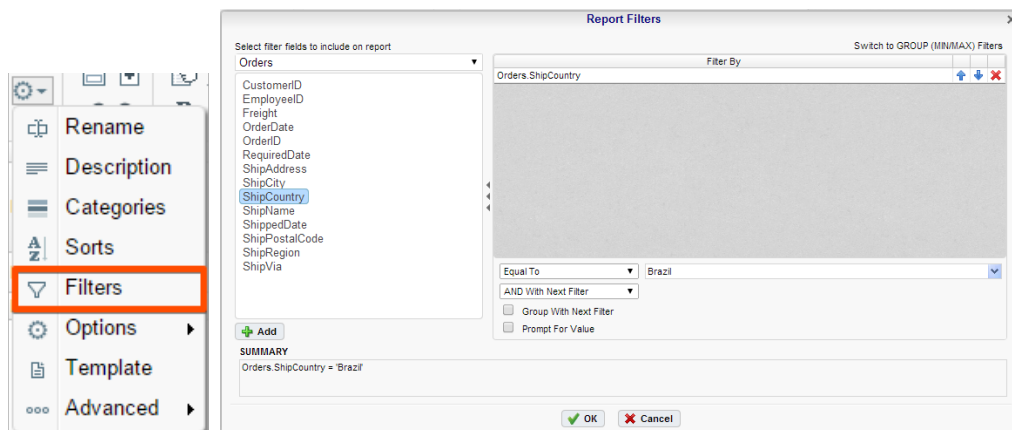 Rename
Description
Categories
Sorts
Filters
Options
Template
Advanced
Report Filters
Select filter fields to include on report
Switch to GROUP (MIN/MAX) Filters
Orders
CustomerID
EmployeeID
Freight
OrderDate
OrderID
RequiredDate
ShipAddress
ShipCity
ShipCountry
ShipName
ShippedDate
ShipPostalCode
ShipRegion
ShipVia
Add
Filter By
Orders.ShipCountry
Equal To
Brazil
AND With Next Filter
Group With Next Filter
Prompt For Value
SUMMARY
Orders.ShipCountry = 'Brazil'
OK
Cancel